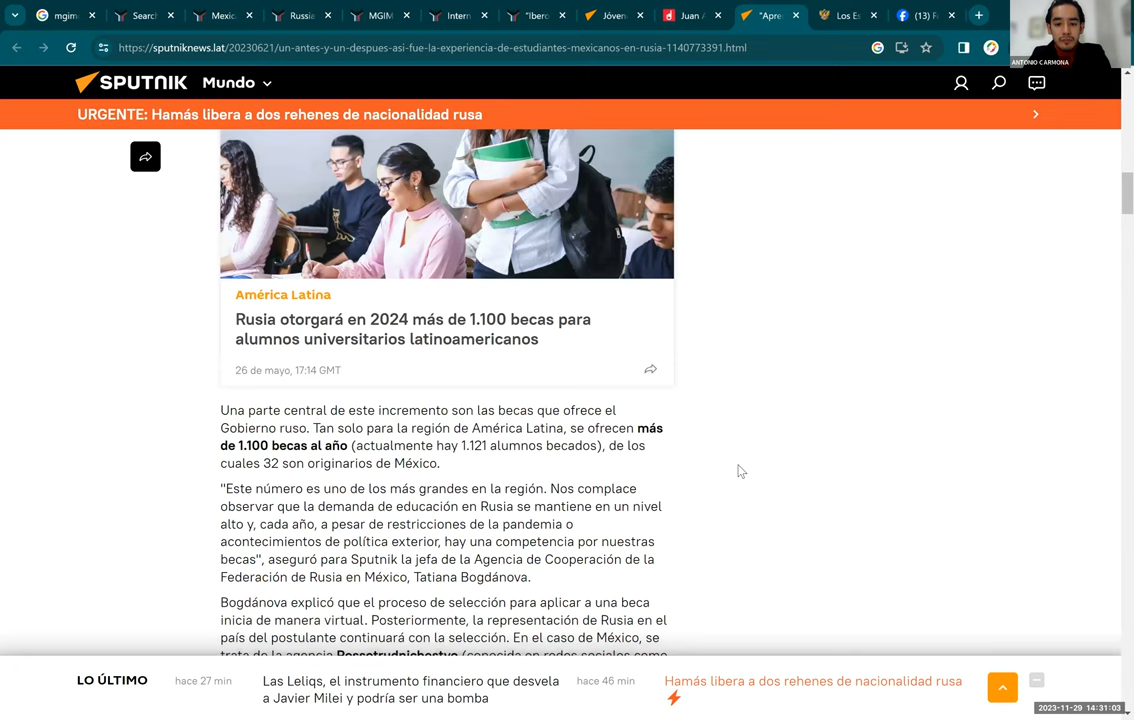 mgim
Searc
Mexic
Russia
MGIM
Intern
"Ibero
Jóven
Juan A
"Apre
Los Es
(13) F
https://sputniknews.lat/20230621/un-antes-y-un-despues-asi-fue-la-experiencia-de-estudiantes-mexicanos-en-rusia-1140773391.html
ANTONIO CARMONA
SPUTNIK
Mundo
URGENTE: Hamás libera a dos rehenes de nacionalidad rusa
América Latina
Rusia otorgará en 2024 más de 1.100 becas para
alumnos universitarios latinoamericanos
26 de mayo, 17:14 GMT
Una parte central de este incremento son las becas que ofrece el
Gobierno ruso. Tan solo para la región de América Latina, se ofrecen más
de 1.100 becas al año (actualmente hay 1.121 alumnos becados), de los
cuales 32 son originarios de México.
"Este número es uno de los más grandes en la región. Nos complace
observar que la demanda de educación en Rusia se mantiene en un nivel
alto y, cada año, a pesar de restricciones de la pandemia o
acontecimientos de política exterior, hay una competencia por nuestras
becas", aseguró para Sputnik la jefa de la Agencia de Cooperación de la
Federación de Rusia en México, Tatiana Bogdánova.
Bogdánova explicó que el proceso de selección para aplicar a una beca
inicia de manera virtual. Posteriormente, la representación de Rusia en el
país del postulante continuará con la selección. En el caso de México, se
trata de la agencia Rossotrudnichestvo (conocida en redes sociales como
LO ÚLTIMO
hace 27 min
Las Leliqs, el instrumento financiero que desvela
a Javier Milei y podría ser una bomba
hace 46 min
Hamás libera a dos rehenes de nacionalidad rusa
2023-11-29 14:31:03